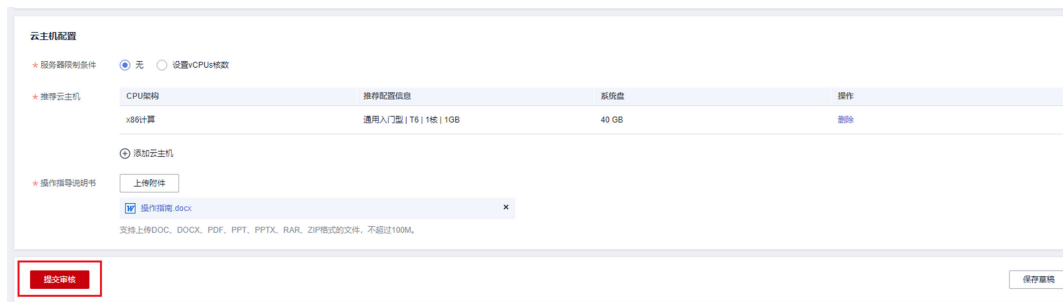 云主机配置
★ 服务器限制条件 无 设置vCPUs核数
★ 推荐云主机 CPU架构 推荐配置信息 系统盘 操作
x86计算 通用入门型 | T6 | 1核 | 1GB 40 GB 删除
添加云主机
★ 操作指导说明书 上传附件
W 操作指南.docx ×
支持上传DOC、DOCX、PDF、PPT、PPTX、RAR、ZIP格式的文件，不超过100M。
提交审核 保存草稿